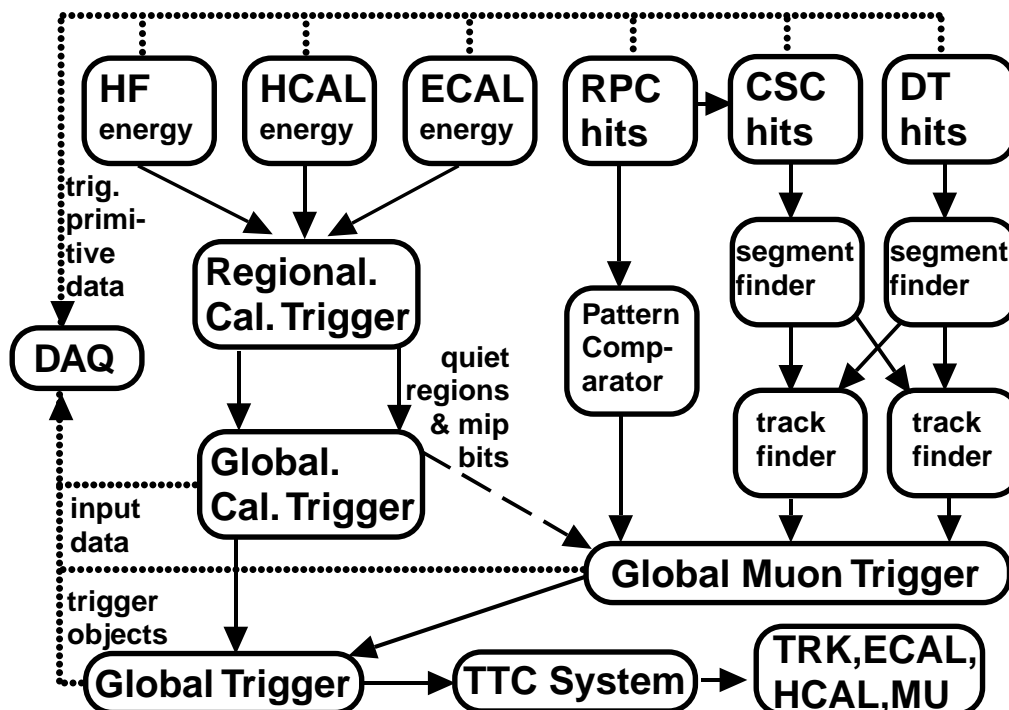 HF
energy
HCAL
energy
ECAL
energy
RPC
hits
CSC
hits
DT
hits
trig.
primi-
tive
data
Regional.
Cal. Trigger
segment
finder
segment
finder
Pattern
Comp-
arator
DAQ
quiet
regions
& mip
bits
track
finder
track
finder
Global.
Cal. Trigger
input
data
Global Muon Trigger
trigger
objects
Global Trigger
TTC System
TRK,ECAL,
HCAL,MU